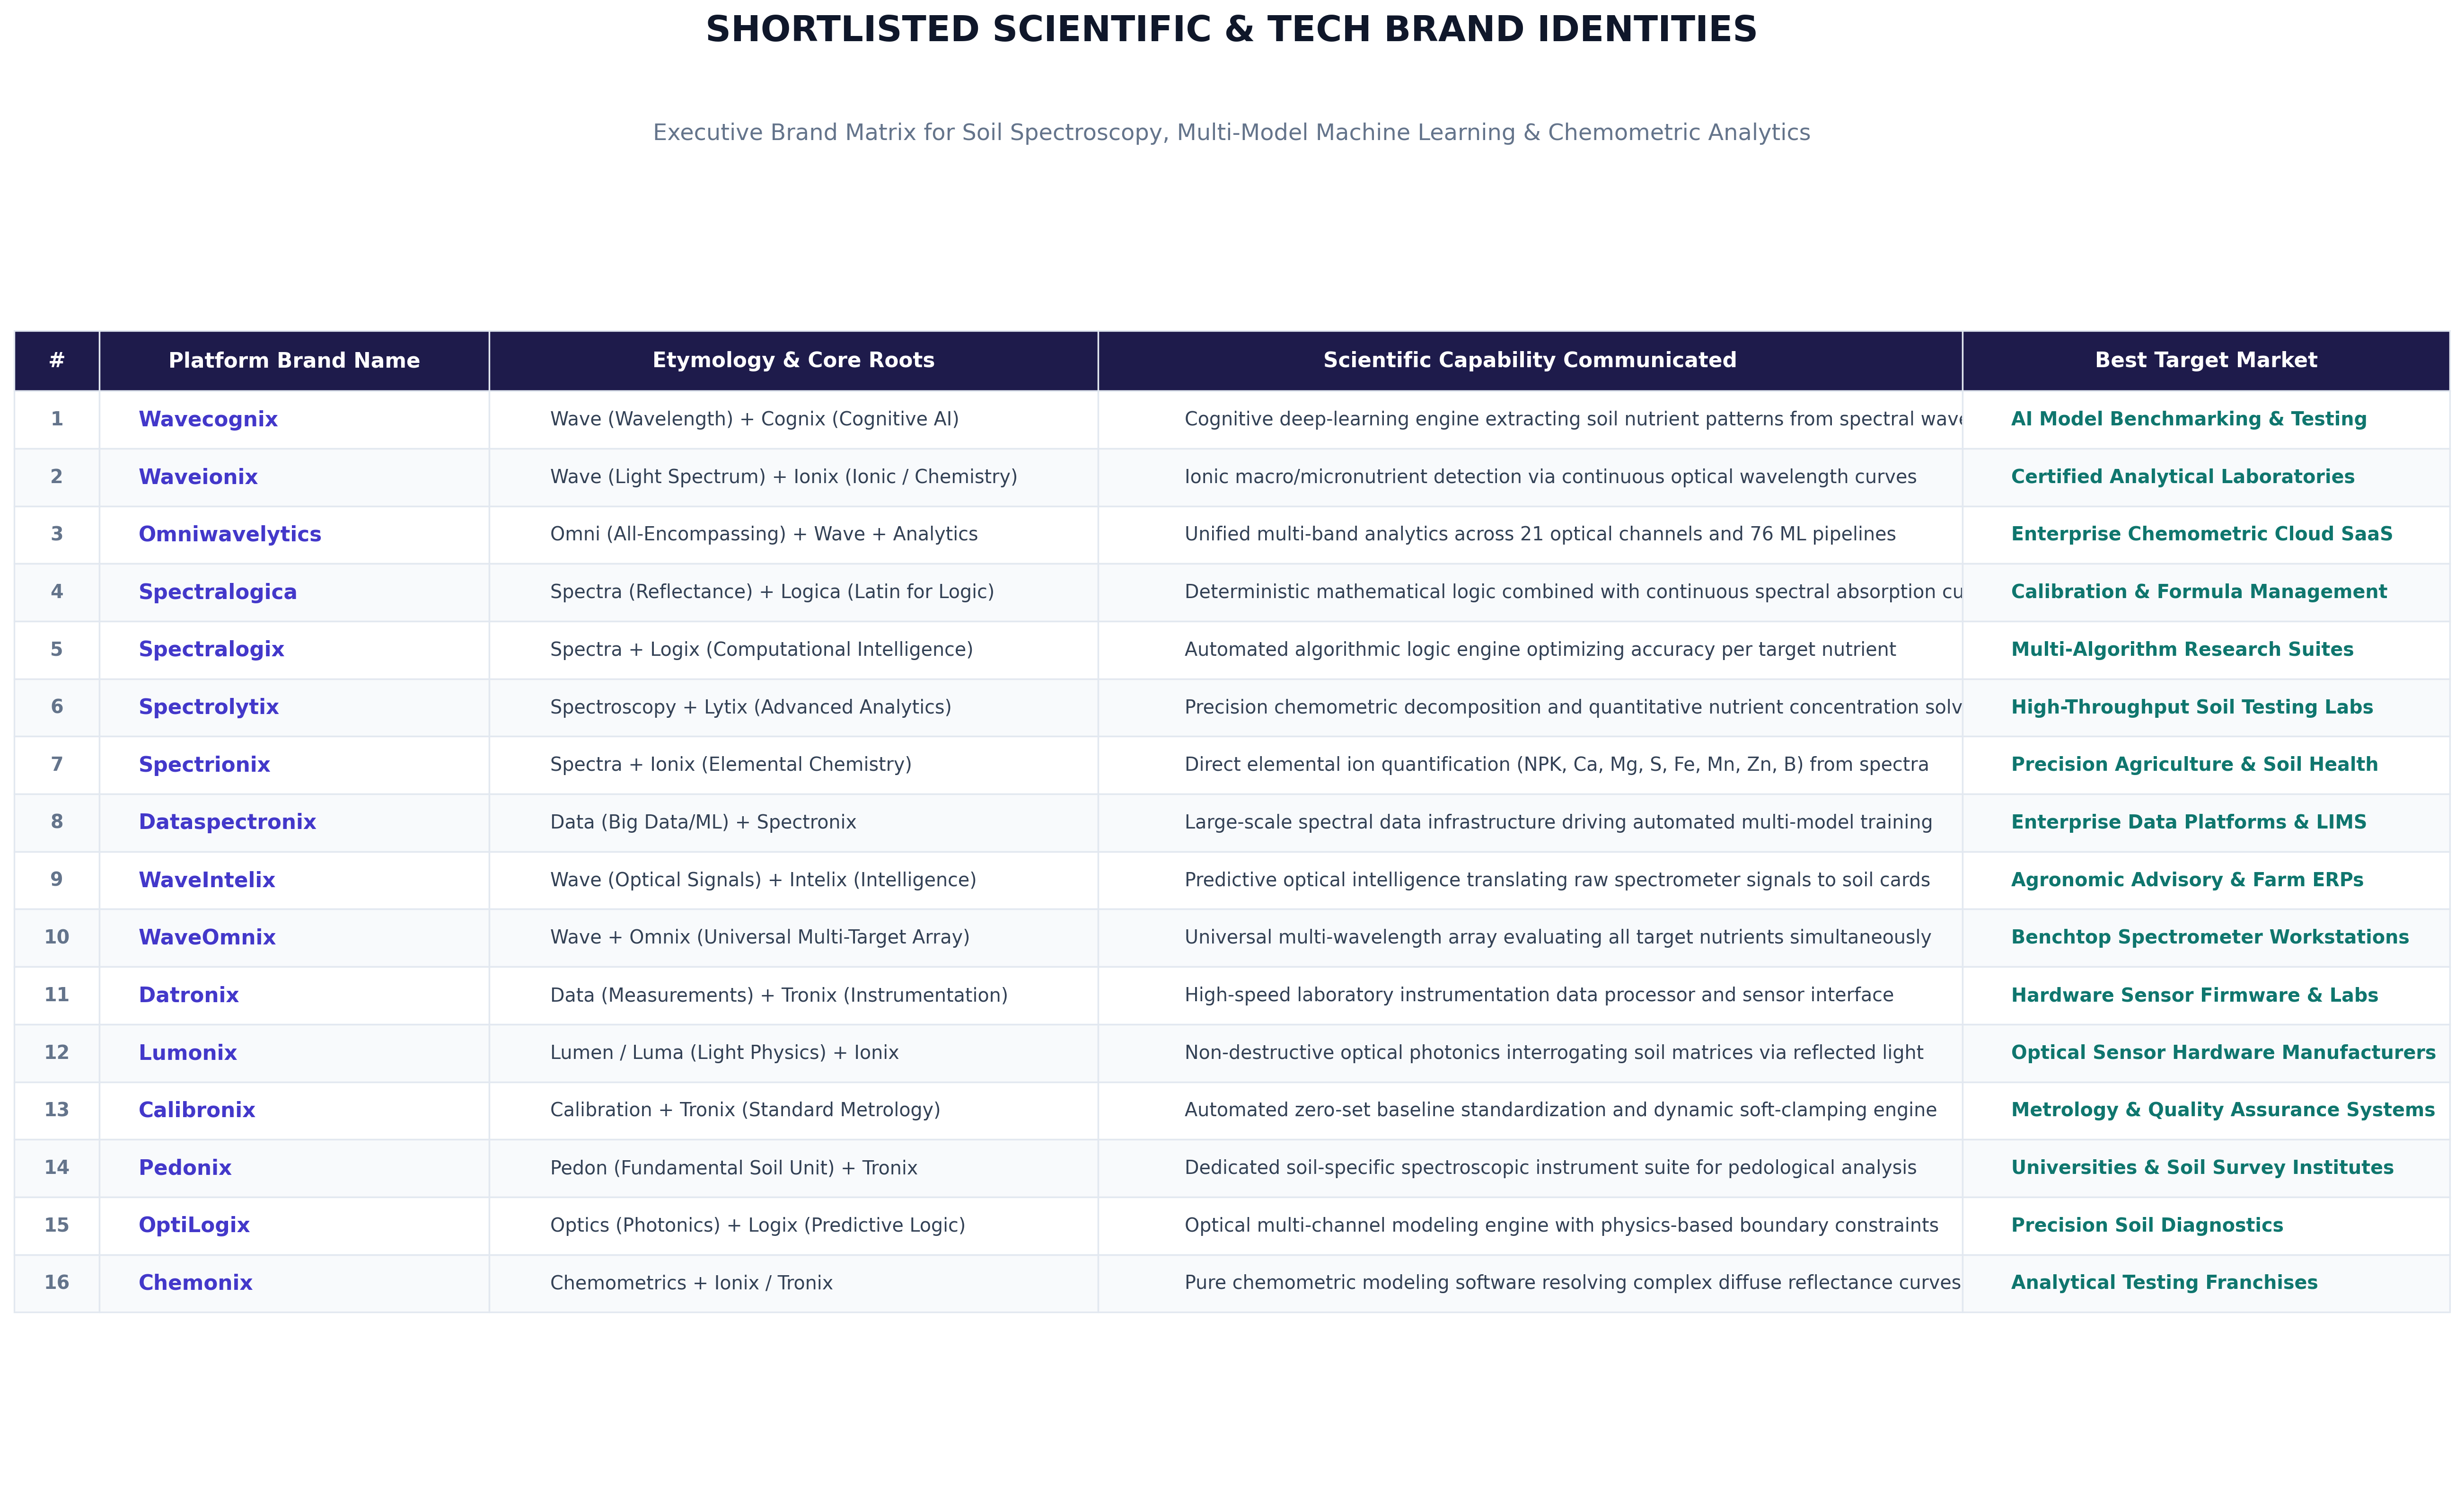 SHORTLISTED SCIENTIFIC & TECH BRAND IDENTITIES
Executive Brand Matrix for Soil Spectroscopy, Multi-Model Machine Learning & Chemometric Analytics
# Platform Brand Name Etymology & Core Roots Scientific Capability Communicated Best Target Market
1 Wavecognix Wave (Wavelength) + Cognix (Cognitive AI) Cognitive deep-learning engine extracting soil nutrient patterns from spectral wave AI Model Benchmarking & Testing
2 Waveionix Wave (Light Spectrum) + Ionix (Ionic / Chemistry) Ionic macro/micronutrient detection via continuous optical wavelength curves Certified Analytical Laboratories
3 Omniwavelytics Omni (All-Encompassing) + Wave + Analytics Unified multi-band analytics across 21 optical channels and 76 ML pipelines Enterprise Chemometric Cloud SaaS
4 Spectralogica Spectra (Reflectance) + Logica (Latin for Logic) Deterministic mathematical logic combined with continuous spectral absorption cu Calibration & Formula Management
5 Spectralogix Spectra + Logix (Computational Intelligence) Automated algorithmic logic engine optimizing accuracy per target nutrient Multi-Algorithm Research Suites
6 Spectrolytix Spectroscopy + Lytix (Advanced Analytics) Precision chemometric decomposition and quantitative nutrient concentration solv High-Throughput Soil Testing Labs
7 Spectrionix Spectra + Ionix (Elemental Chemistry) Direct elemental ion quantification (NPK, Ca, Mg, S, Fe, Mn, Zn, B) from spectra Precision Agriculture & Soil Health
8 Dataspectronix Data (Big Data/ML) + Spectronix Large-scale spectral data infrastructure driving automated multi-model training Enterprise Data Platforms & LIMS
9 WaveIntelix Wave (Optical Signals) + Intelix (Intelligence) Predictive optical intelligence translating raw spectrometer signals to soil cards Agronomic Advisory & Farm ERPs
10 WaveOmnix Wave + Omnix (Universal Multi-Target Array) Universal multi-wavelength array evaluating all target nutrients simultaneously Benchtop Spectrometer Workstations
11 Datronix Data (Measurements) + Tronix (Instrumentation) High-speed laboratory instrumentation data processor and sensor interface Hardware Sensor Firmware & Labs
12 Lumonix Lumen / Luma (Light Physics) + Ionix Non-destructive optical photonics interrogating soil matrices via reflected light Optical Sensor Hardware Manufacturers
13 Calibronix Calibration + Tronix (Standard Metrology) Automated zero-set baseline standardization and dynamic soft-clamping engine Metrology & Quality Assurance Systems
14 Pedonix Pedon (Fundamental Soil Unit) + Tronix Dedicated soil-specific spectroscopic instrument suite for pedological analysis Universities & Soil Survey Institutes
15 OptiLogix Optics (Photonics) + Logix (Predictive Logic) Optical multi-channel modeling engine with physics-based boundary constraints Precision Soil Diagnostics
16 Chemonix Chemometrics + Ionix / Tronix Pure chemometric modeling software resolving complex diffuse reflectance curves Analytical Testing Franchises